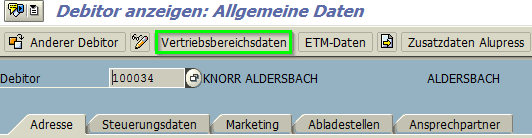 Debitor anzeigen: Allgemeine Daten
Anderer Debitor Vertriebsbereichsdaten ETM-Daten Zusatzdaten Alupress
Debitor 100034 KNORR ALDERSBACH ALDERSBACH
Adresse Steuerungsdaten Marketing Abladestellen Ansprechpartner